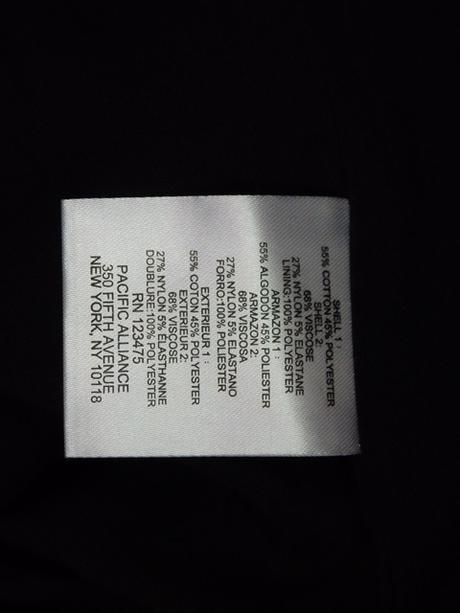 SHELL 1 :
55% COTTON 45% POLYESTER
SHELL 2:
68% VISCOSE
27% NYLON 5% ELASTANE
LINING:100% POLYESTER
ARMAZON 1 :
55% ALGODON 45% POLIESTER
ARMAZON 2:
68% VISCOSA
27% NYLON 5% ELASTANO
FORRO:100% POLIESTER
EXTERIEUR 1 :
55% COTON 45% POLYESTER
EXTERIEUR 2:
68% VISCOSE
27% NYLON 5% ELASTHANNE
DOUBLURE:100% POLYESTER
RN 123475
PACIFIC ALLIANCE
350 FIFTH AVENUE
NEW YORK, NY 10118